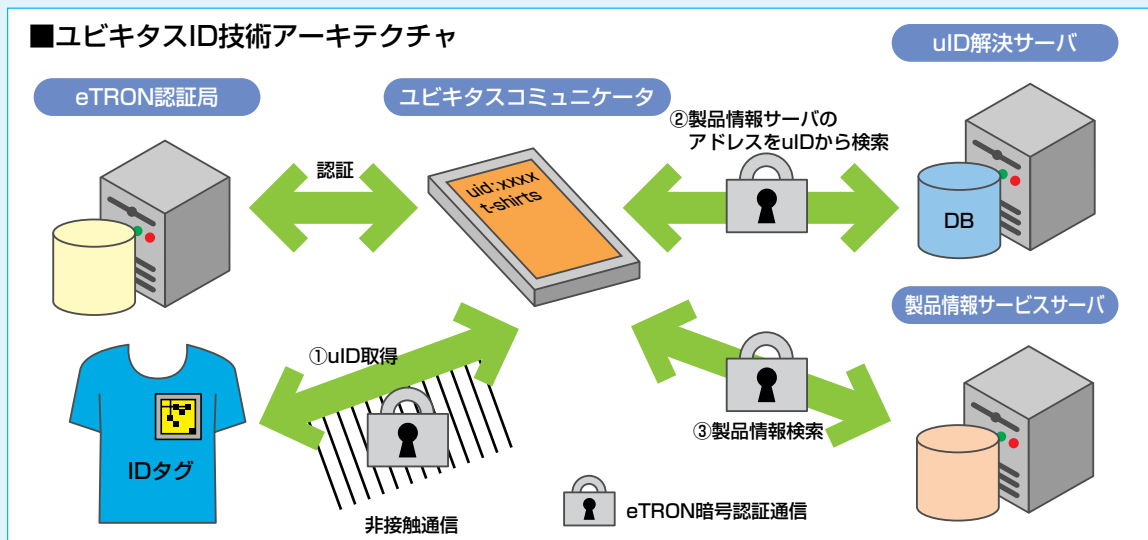 ■ユビキタスID技術アーキテクチャ
uID解決サーバ
eTRON認証局
ユビキタスコミュニケータ
②製品情報サーバの
アドレスをuIDから検索
認証
uid:xxxx
t-shirts
DB
製品情報サービスサーバ
①uID取得
③製品情報検索
IDタグ
非接触通信
eTRON暗号認証通信